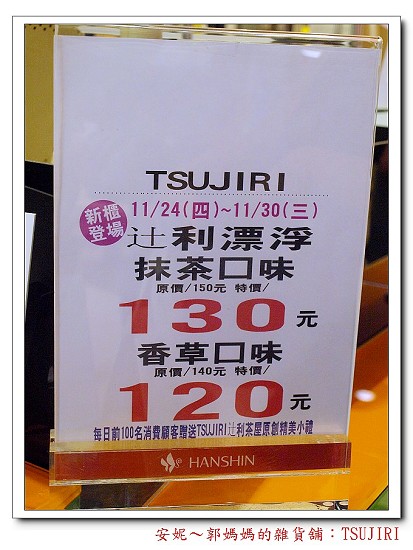 TSUJIRI
新櫃
登場
11/24(四)~11/30(三)
辻利漂浮
抹茶口味
原價/150元 特價/
130元
香草口味
原價/140元 特價/
120元
每日前100名消費顧客贈送TSUJIRI辻利茶屋原創精美小禮
HANSHIN
安妮～郭媽媽的雜貨舖：TSUJIRI